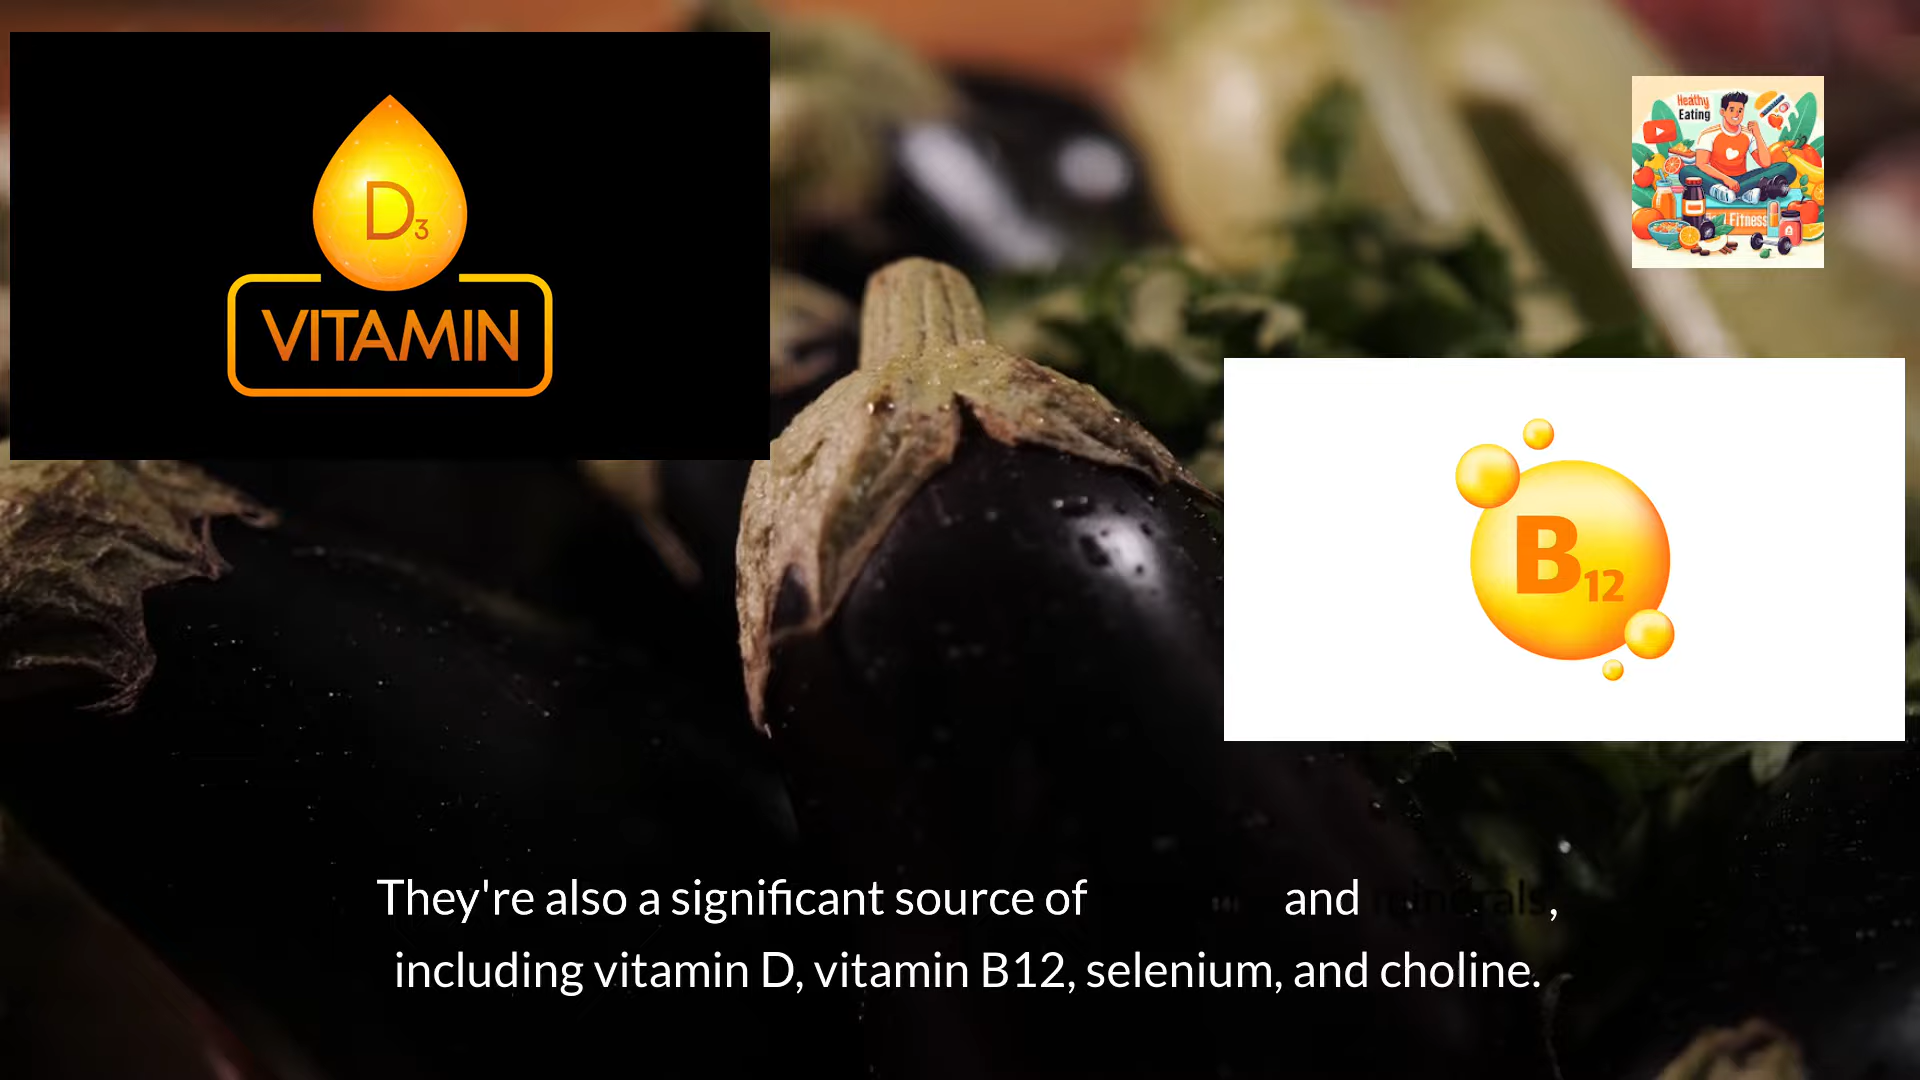 D3
VITAMIN
Healthy
Eating
Fitness
B12
They're also a significant source of and minerals,
including vitamin D, vitamin B12, selenium, and choline.